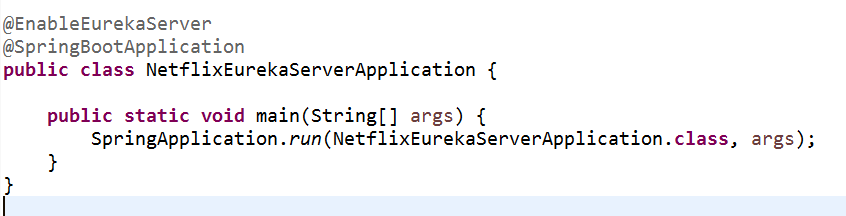 @EnableEurekaServer
@SpringBootApplication
public class NetflixEurekaServerApplication {
public static void main(String[] args) {
SpringApplication.run(NetflixEurekaServerApplication.class, args);
}
}